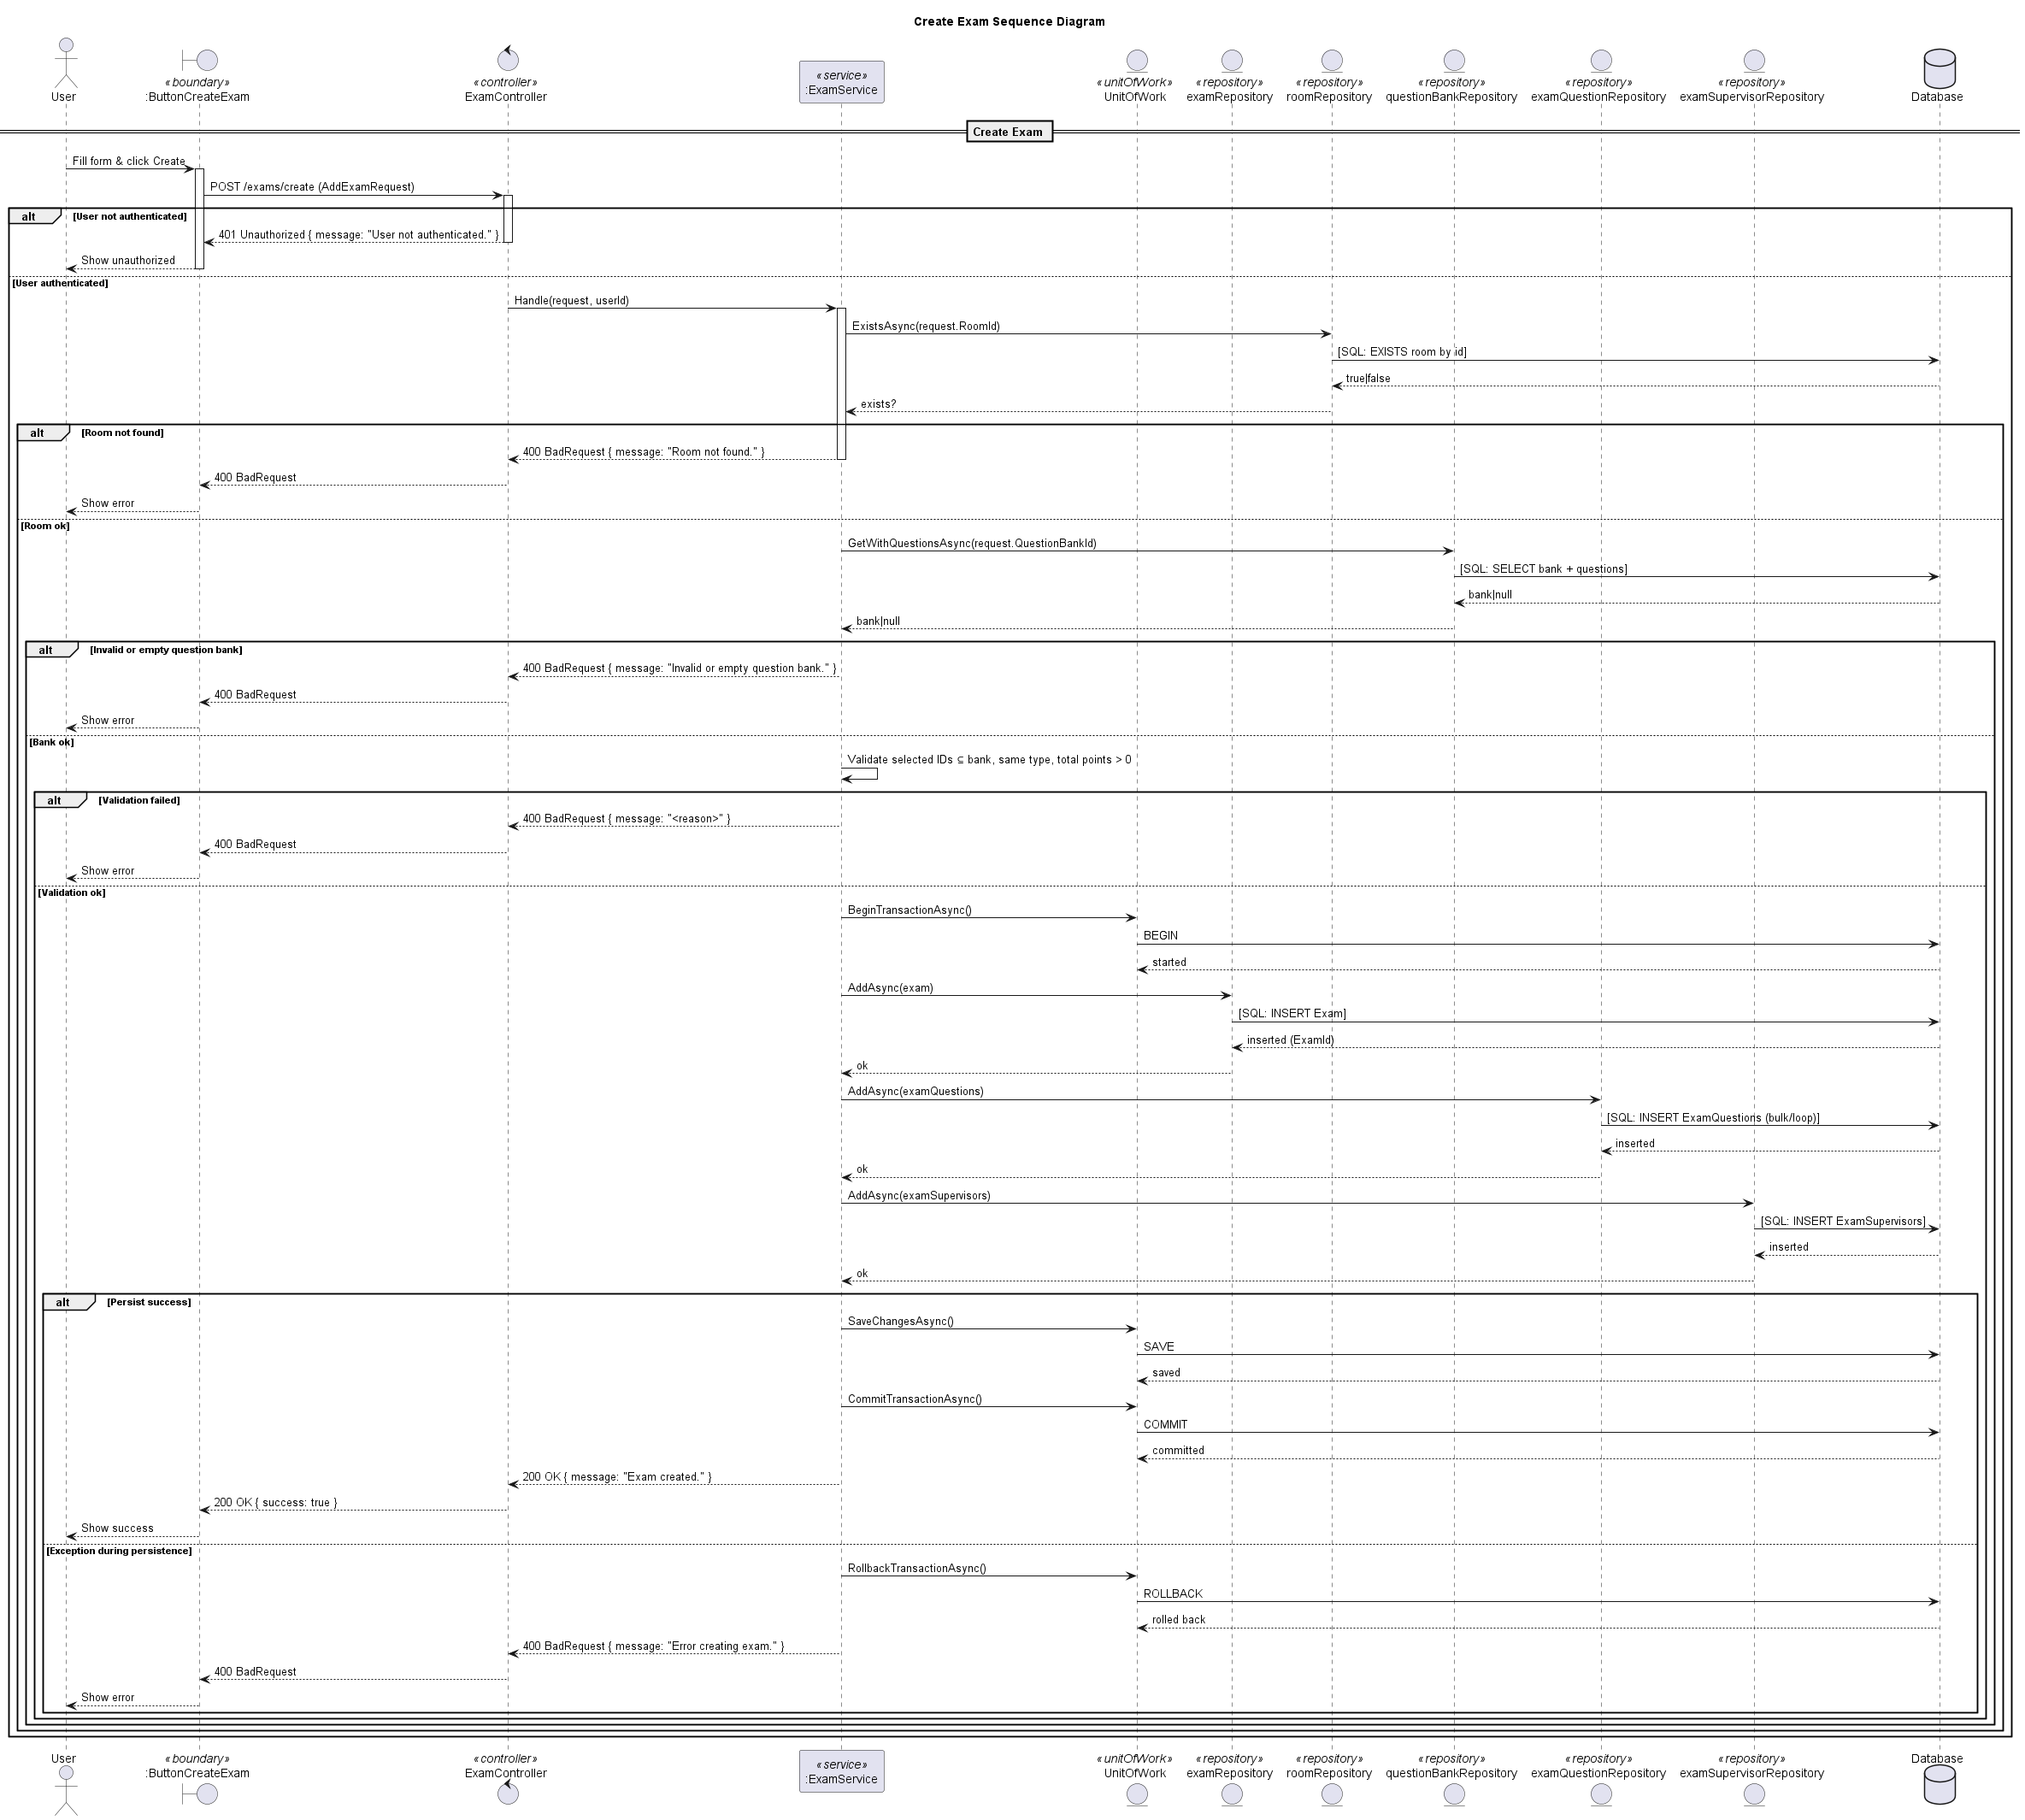 Create Exam Sequence Diagram
User
«boundary»
:ButtonCreateExam
«controller»
ExamController
«service»
:ExamService
«unitOfWork»
UnitOfWork
«repository»
examRepository
«repository»
roomRepository
«repository»
questionBankRepository
«repository»
examQuestionRepository
«repository»
examSupervisorRepository
Database
Create Exam
Fill form & click Create
POST /exams/create (AddExamRequest)
alt [User not authenticated]
401 Unauthorized { message: "User not authenticated." }
Show unauthorized
[User authenticated]
Handle(request, userId)
ExistsAsync(request.RoomId)
[SQL: EXISTS room by id]
true|false
exists?
alt [Room not found]
400 BadRequest { message: "Room not found." }
400 BadRequest
Show error
[Room ok]
GetWithQuestionsAsync(request.QuestionBankId)
[SQL: SELECT bank + questions]
bank|null
bank|null
alt [Invalid or empty question bank]
400 BadRequest { message: "Invalid or empty question bank." }
400 BadRequest
Show error
[Bank ok]
Validate selected IDs ⊆ bank, same type, total points > 0
alt [Validation failed]
400 BadRequest { message: "<reason>" }
400 BadRequest
Show error
[Validation ok]
BeginTransactionAsync()
BEGIN
started
AddAsync(exam)
[SQL: INSERT Exam]
inserted (ExamId)
ok
AddAsync(examQuestions)
[SQL: INSERT ExamQuestions (bulk/loop)]
inserted
ok
AddAsync(examSupervisors)
[SQL: INSERT ExamSupervisors]
inserted
ok
alt [Persist success]
SaveChangesAsync()
SAVE
saved
CommitTransactionAsync()
COMMIT
committed
200 OK { message: "Exam created." }
200 OK { success: true }
Show success
[Exception during persistence]
RollbackTransactionAsync()
ROLLBACK
rolled back
400 BadRequest { message: "Error creating exam." }
400 BadRequest
Show error
User
«boundary»
:ButtonCreateExam
«controller»
ExamController
«service»
:ExamService
«unitOfWork»
UnitOfWork
«repository»
examRepository
«repository»
roomRepository
«repository»
questionBankRepository
«repository»
examQuestionRepository
«repository»
examSupervisorRepository
Database